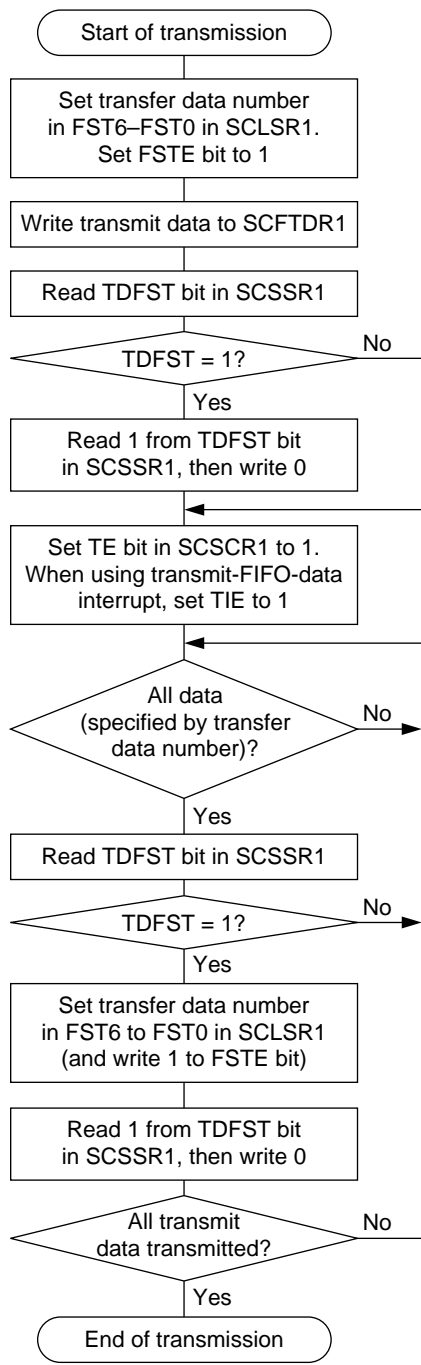 Start of transmission
Set transfer data number
in FST6–FST0 in SCLSR1.
Set FSTE bit to 1
Write transmit data to SCFTDR1
Read TDFST bit in SCSSR1
TDFST = 1?
No
Yes
Read 1 from TDFST bit
in SCSSR1, then write 0
Set TE bit in SCSCR1 to 1.
When using transmit-FIFO-data
interrupt, set TIE to 1
All data
(specified by transfer
data number)?
No
Yes
Read TDFST bit in SCSSR1
TDFST = 1?
No
Yes
Set transfer data number
in FST6 to FST0 in SCLSR1
(and write 1 to FSTE bit)
Read 1 from TDFST bit
in SCSSR1, then write 0
All transmit
data transmitted?
No
Yes
End of transmission